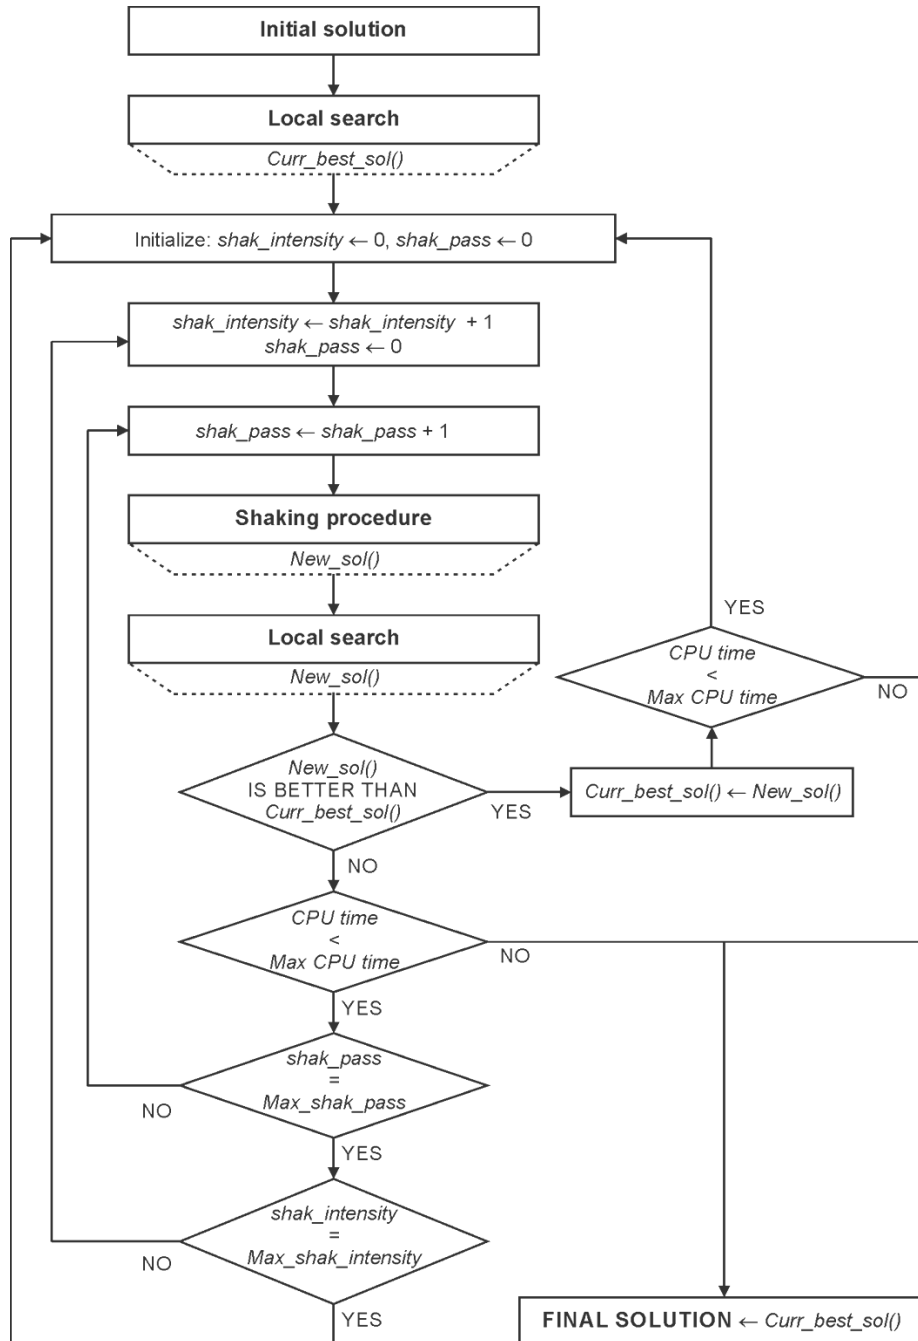 Initial solution
Local search
Curr_best_sol()
Initialize: shak_intensity ← 0, shak_pass ← 0
shak_intensity ← shak_intensity + 1
shak_pass ← 0
shak_pass ← shak_pass + 1
Shaking procedure
New_sol()
Local search
New_sol()
YES
CPU time
<
Max CPU time
NO
New_sol()
IS BETTER THAN
Curr_best_sol()
YES
Curr_best_sol() ← New_sol()
NO
CPU time
<
Max CPU time
NO
YES
shak_pass
=
Max_shak_pass
NO
YES
shak_intensity
=
Max_shak_intensity
NO
YES
FINAL SOLUTION ← Curr_best_sol()